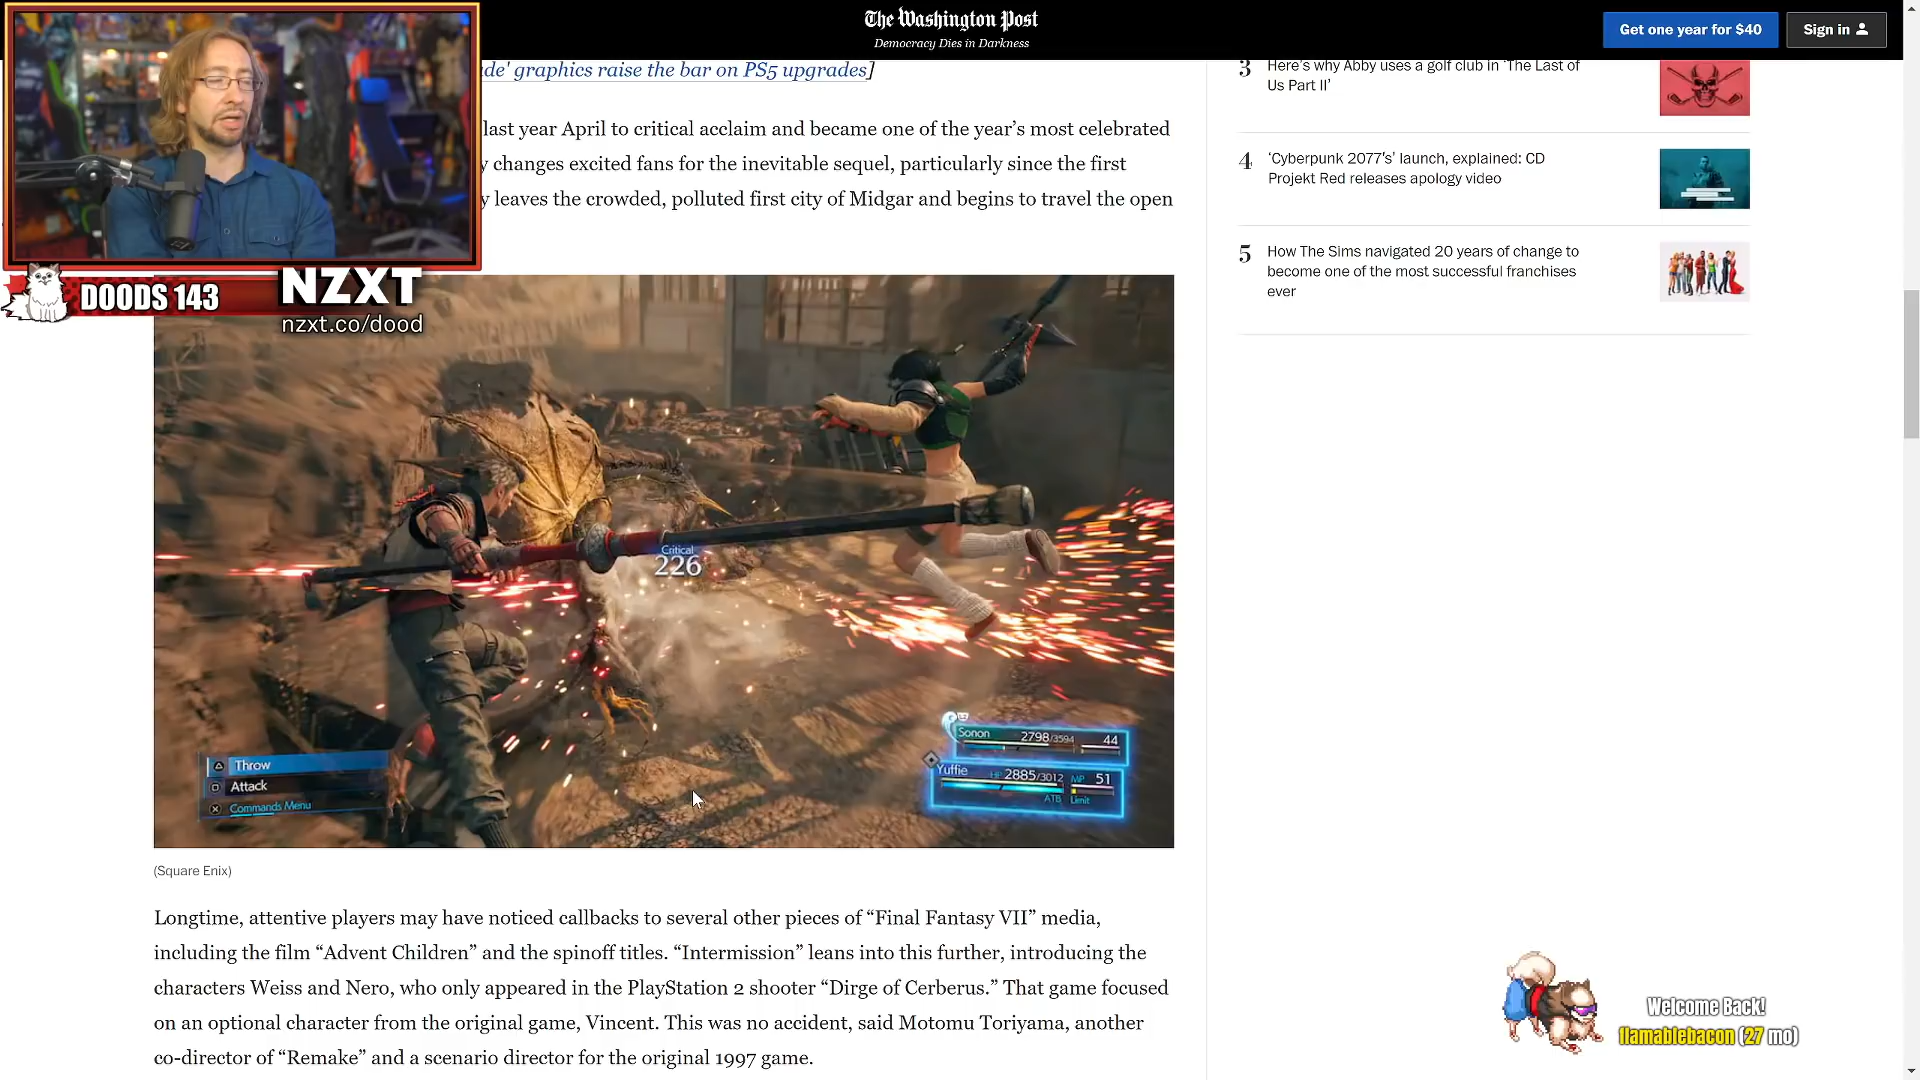 The Washington Post
Democracy Dies in Darkness
Get one year for $40
Sign in
de' graphics raise the bar on PS5 upgrades]
last year April to critical acclaim and became one of the year's most celebrated
y changes excited fans for the inevitable sequel, particularly since the first
y leaves the crowded, polluted first city of Midgar and begins to travel the open
DOODS 143
NZXT
nzxt.co/dood
Critical
226
Throw
Attack
Commands Menu
Sonon 2798/3594 44
Yuffie HP 2885/3012 MP 51
ATB Limit
(Square Enix)
Longtime, attentive players may have noticed callbacks to several other pieces of “Final Fantasy VII” media,
including the film “Advent Children” and the spinoff titles. “Intermission” leans into this further, introducing the
characters Weiss and Nero, who only appeared in the PlayStation 2 shooter “Dirge of Cerberus.” That game focused
on an optional character from the original game, Vincent. This was no accident, said Motomu Toriyama, another
co-director of “Remake” and a scenario director for the original 1997 game.
3 Here's why Abby uses a golf club in 'The Last of
Us Part II’
4 ‘Cyberpunk 2077’s’ launch, explained: CD
Projekt Red releases apology video
5 How The Sims navigated 20 years of change to
become one of the most successful franchises
ever
Welcome Back!
llamablebacon (27 mo)